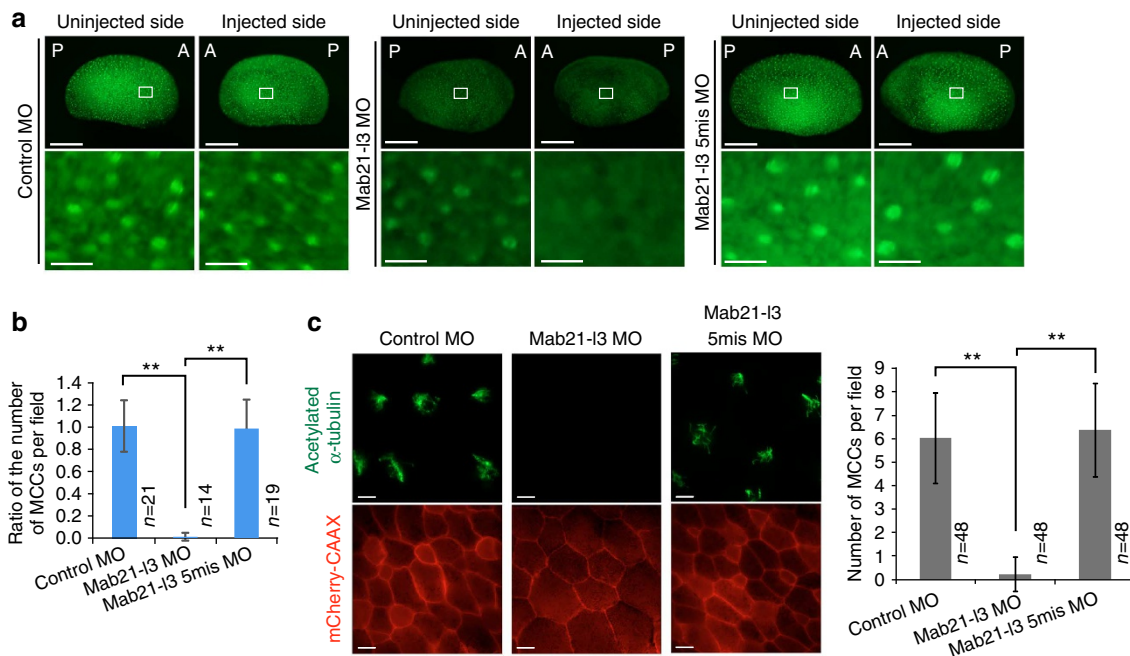 a
Uninjected side Injected side Uninjected side Injected side Uninjected side Injected side
Control MO
P A A P
Mab21-l3 MO
P A A P
Mab21-l3 5mis MO
P A A P
b
Ratio of the number
of MCCs per field
1.4
1.2
1.0
0.8
0.6
0.4
0.2
0.0
** **
n=21 n=14 n=19
Control MO
Mab21-l3 MO
Mab21-l3 5mis MO
c
Control MO Mab21-l3 MO Mab21-l3
5mis MO
Acetylated
α-tubulin
mCherry-CAAX
Number of MCCs per field
9
8
7
6
5
4
3
2
1
0
** **
n=48 n=48 n=48
Control MO
Mab21-l3 MO
Mab21-l3 5mis MO